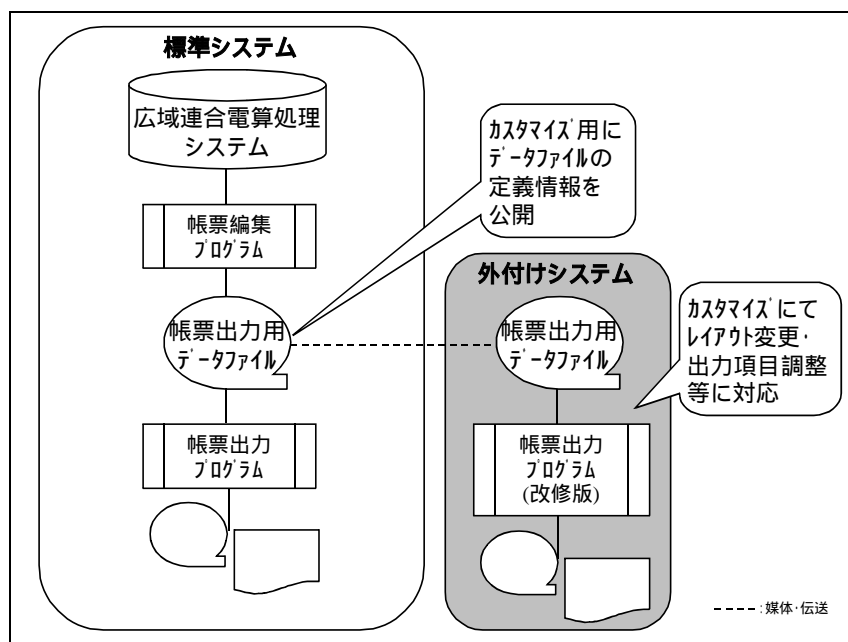 標準システム
広域連合電算処理
システム
帳票編集
ﾌﾟﾛｸﾞﾗﾑ
帳票出力用
ﾃﾞｰﾀﾌｧｲﾙ
帳票出力
ﾌﾟﾛｸﾞﾗﾑ
ｶｽﾀﾏｲｽﾞ用に
ﾃﾞｰﾀﾌｧｲﾙの
定義情報を
公開
外付けシステム
帳票出力用
ﾃﾞｰﾀﾌｧｲﾙ
帳票出力
ﾌﾟﾛｸﾞﾗﾑ
(改修版)
ｶｽﾀﾏｲｽﾞにて
ﾚｲｱｳﾄ変更･
出力項目調整
等に対応
-----:媒体･伝送